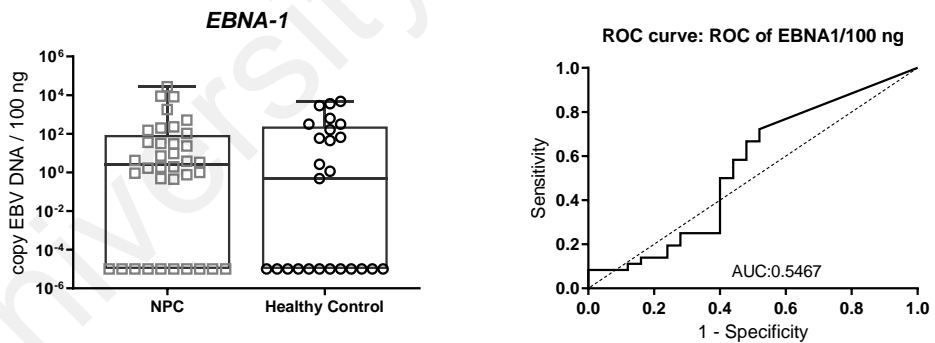 EBNA-1
copy EBV DNA / 100 ng
10⁶
10⁴
10²
10⁰
10⁻²
10⁻⁴
10⁻⁶
NPC Healthy Control
ROC curve: ROC of EBNA1/100 ng
Sensitivity
1.0
0.8
0.6
0.4
0.2
0.0
AUC:0.5467
0.0 0.2 0.4 0.6 0.8 1.0
1 - Specificity
niversity